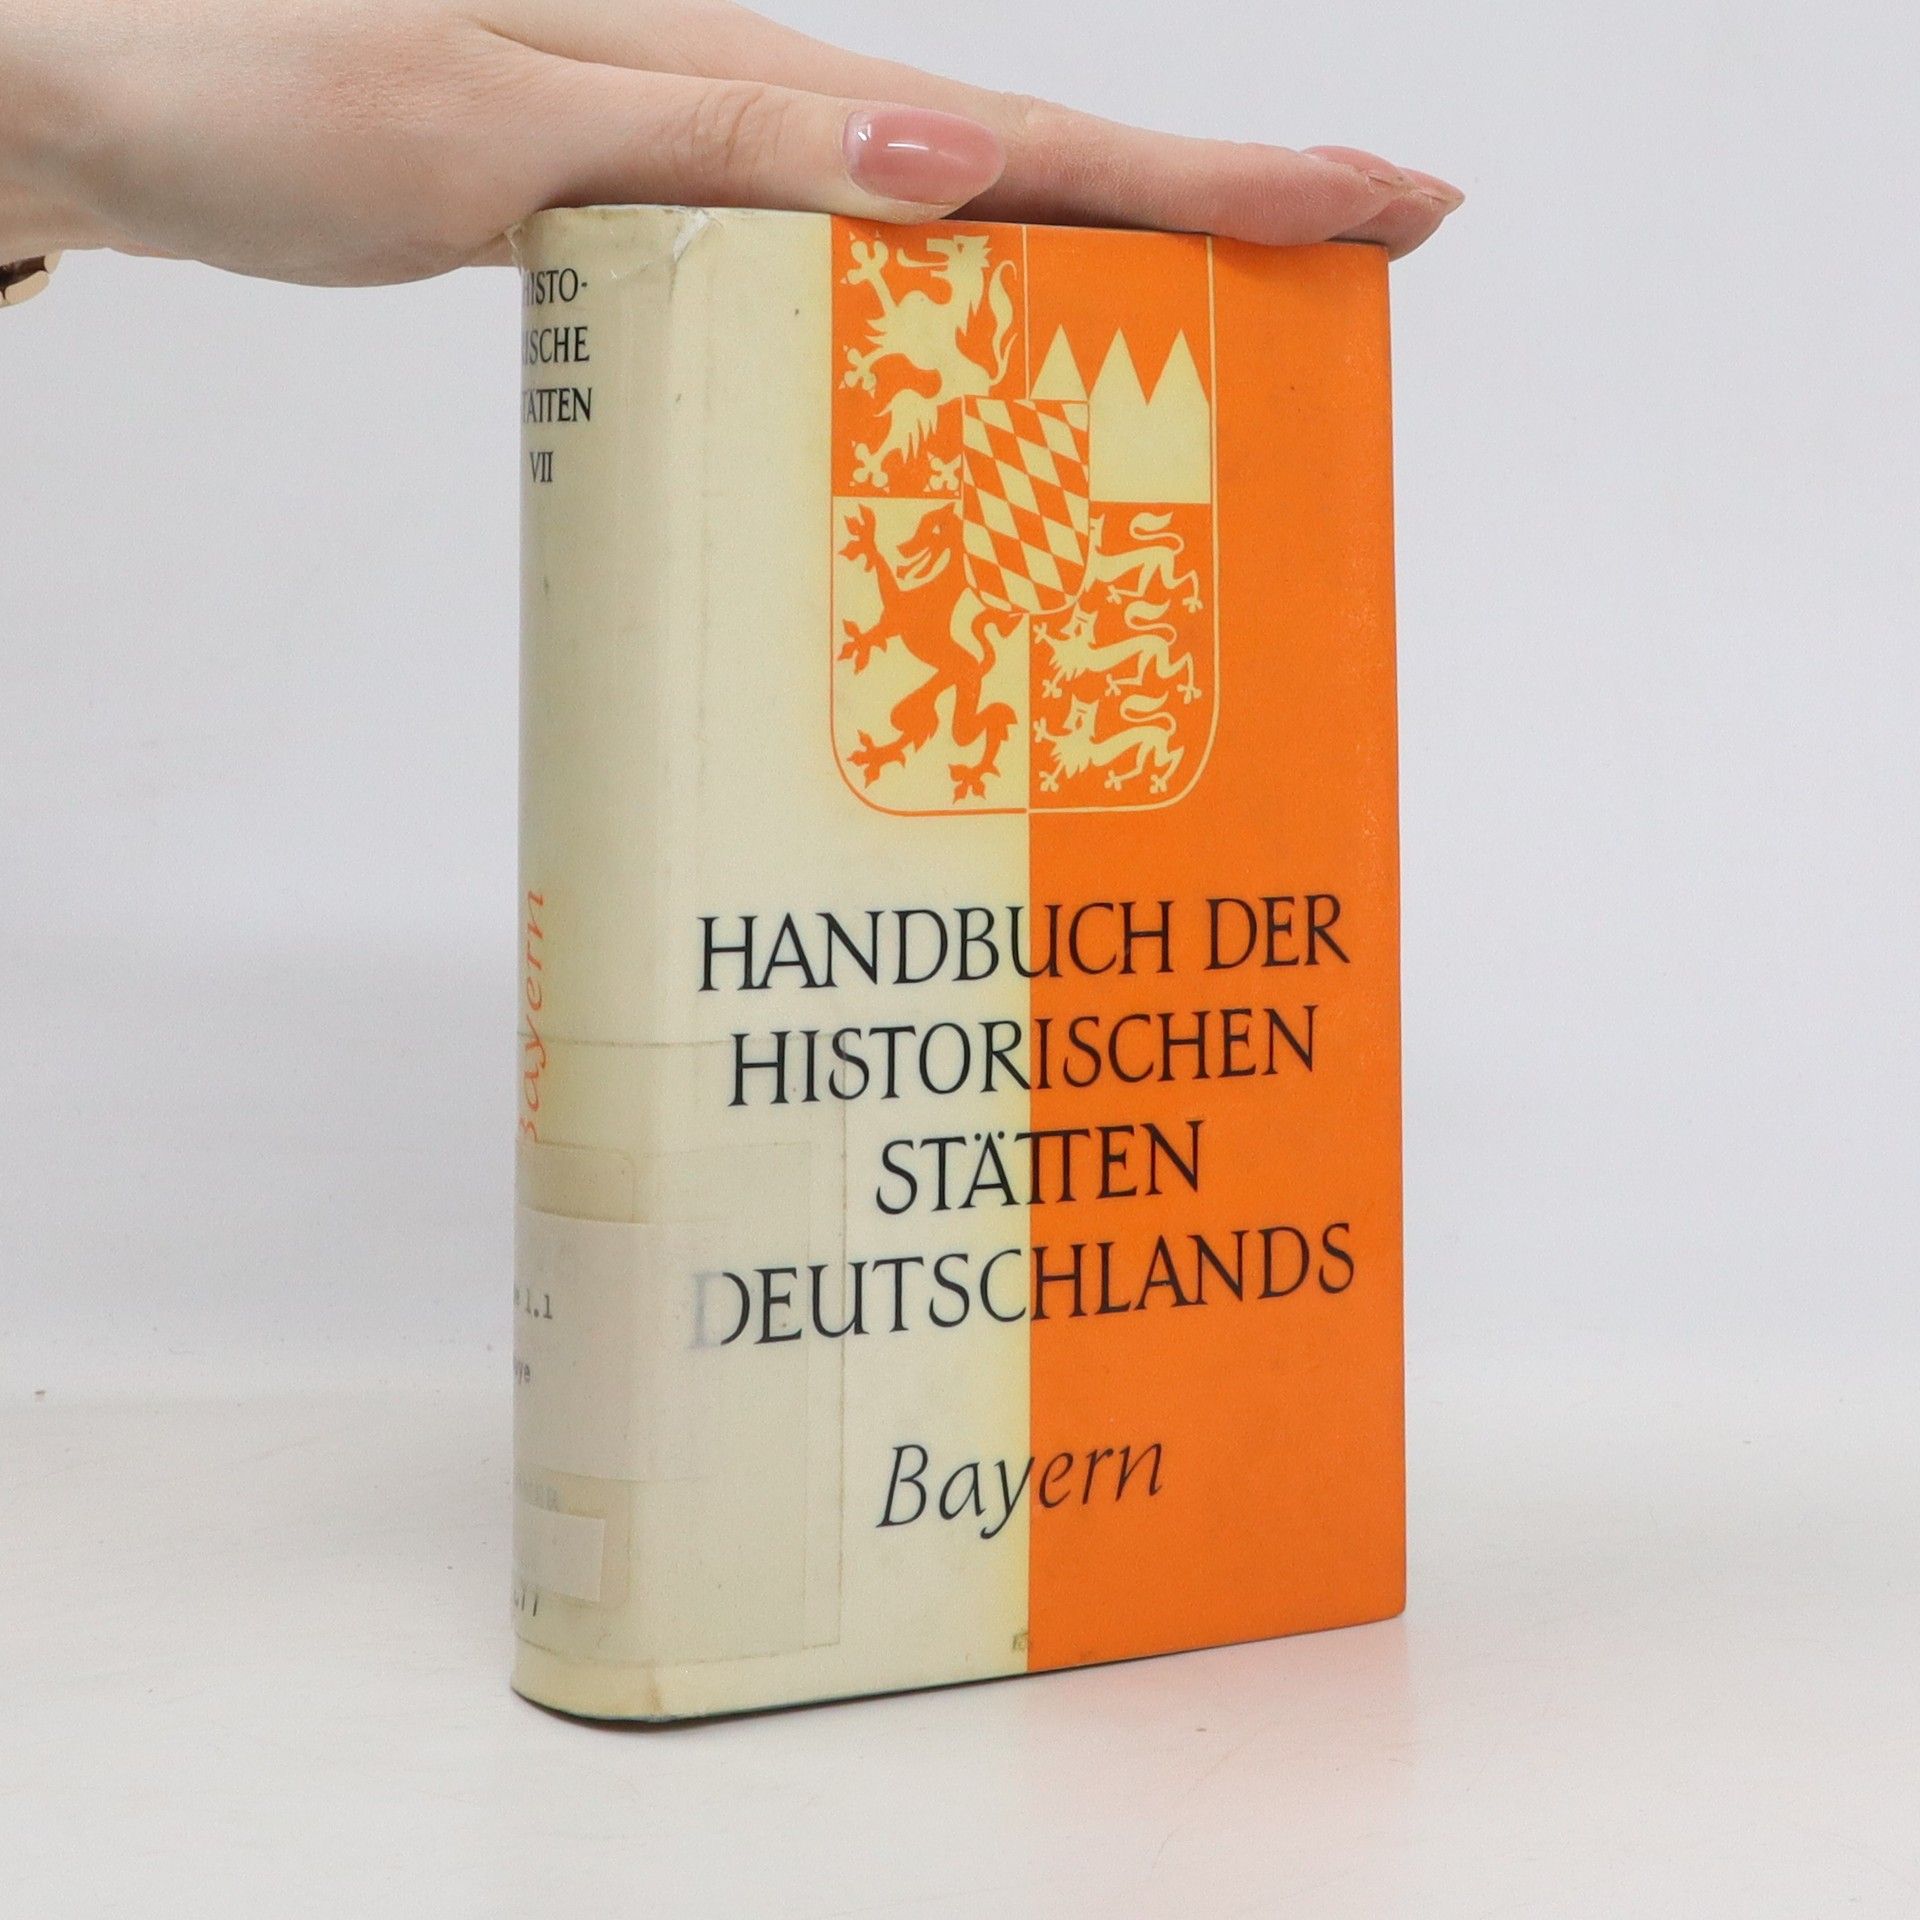 HISTO-
RISCHE
STÄTTEN
VII
Bayern
HANDBUCH DER
HISTORISCHEN
STÄTTEN
DEUTSCHLANDS
Bayern